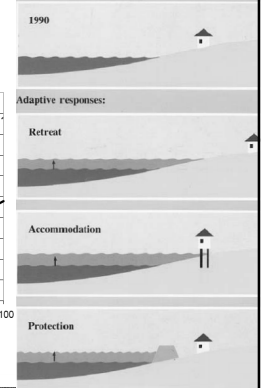 1990
Adaptive responses:
Retreat
Accommodation
100
Protection